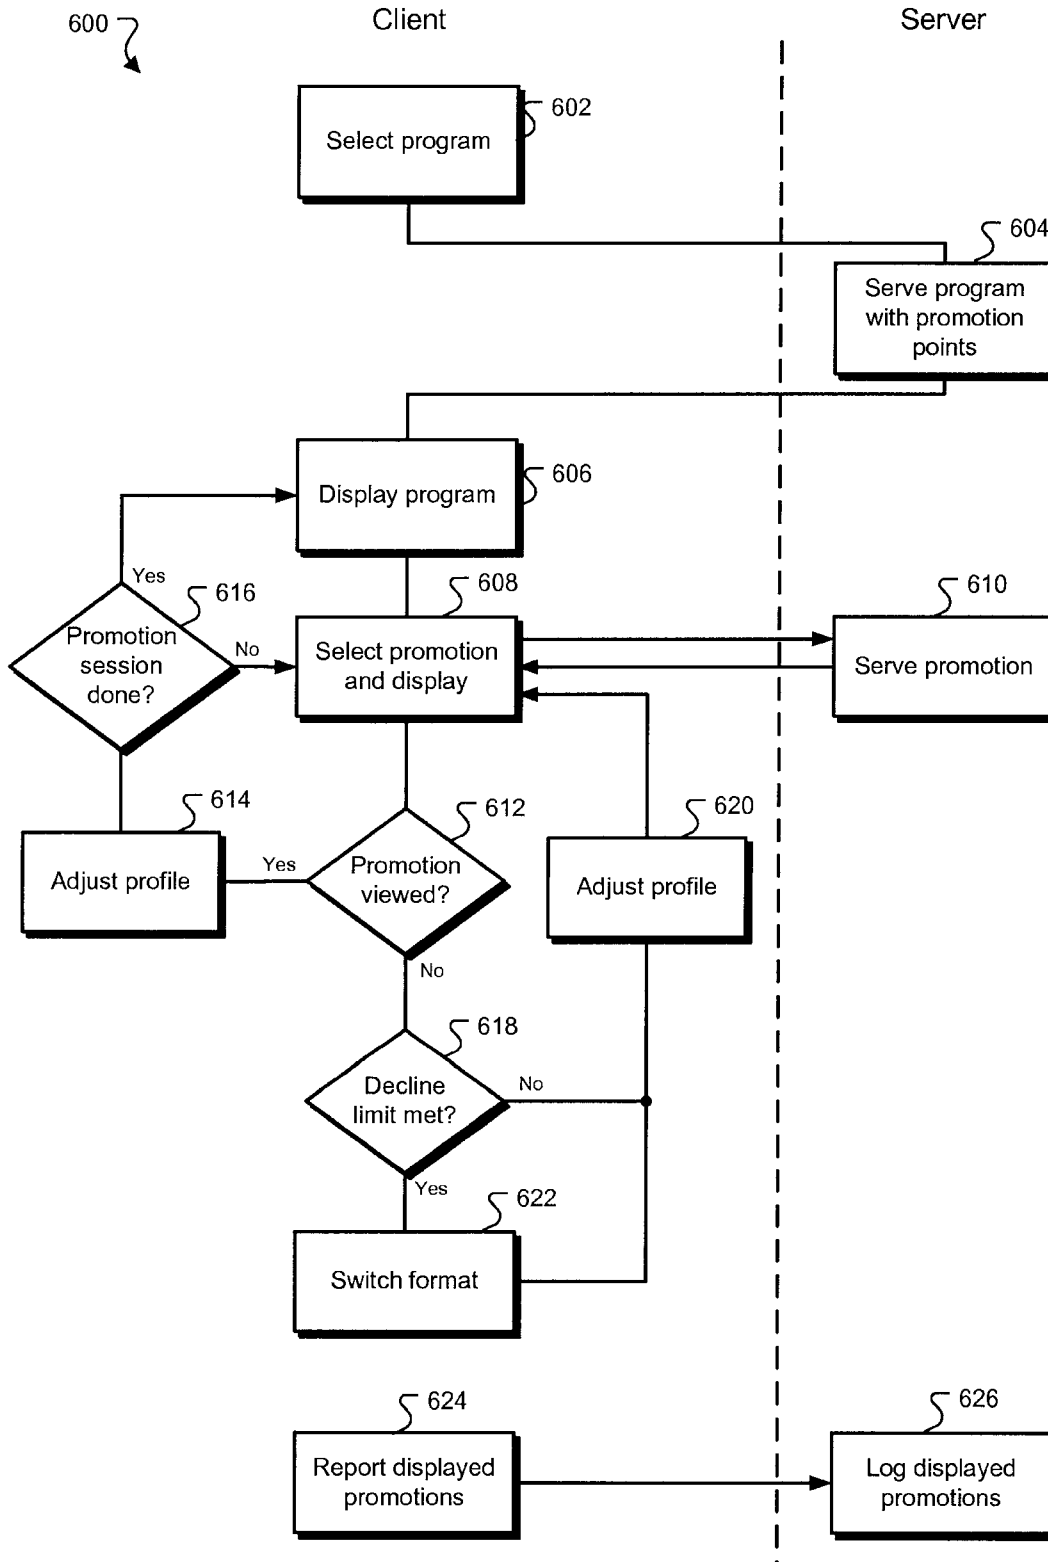 600
Client
Server
602
Select program
604
Serve program
with promotion
points
606
Display program
Yes
616
608
610
Promotion
session
done?
No
Select promotion
and display
Serve promotion
614
612
620
Adjust profile
Yes
Promotion
viewed?
Adjust profile
No
618
Decline
limit met?
No
Yes
622
Switch format
624
626
Report displayed
promotions
Log displayed
promotions